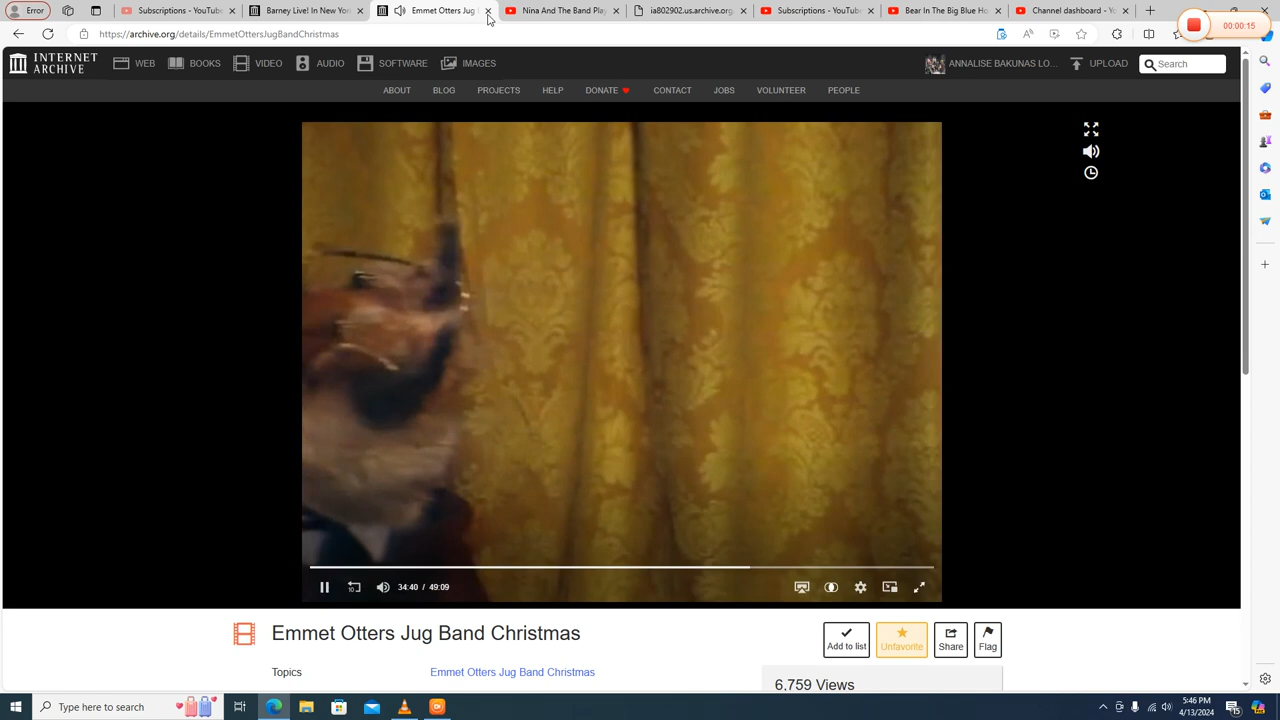 Error
Subscriptions - YouTube
Barney Live! In New Yor
Emmet Otters Jug
Nina And The Band Play
ia802902.us.archive.org
Subscriptions - YouTube
Bear In The Big Blue Ho
Channel dashboard - Yo
00:00:15
https://archive.org/details/EmmetOttersJugBandChristmas
INTERNET ARCHIVE
WEB
BOOKS
VIDEO
AUDIO
SOFTWARE
IMAGES
ANNALISE BAKUNAS LO...
UPLOAD
Search
ABOUT
BLOG
PROJECTS
HELP
DONATE
CONTACT
JOBS
VOLUNTEER
PEOPLE
10
34:40 / 49:09
Emmet Otters Jug Band Christmas
Add to list
Unfavorite
Share
Flag
Topics
Emmet Otters Jug Band Christmas
6,759 Views
Type here to search
5:46 PM
4/13/2024
15